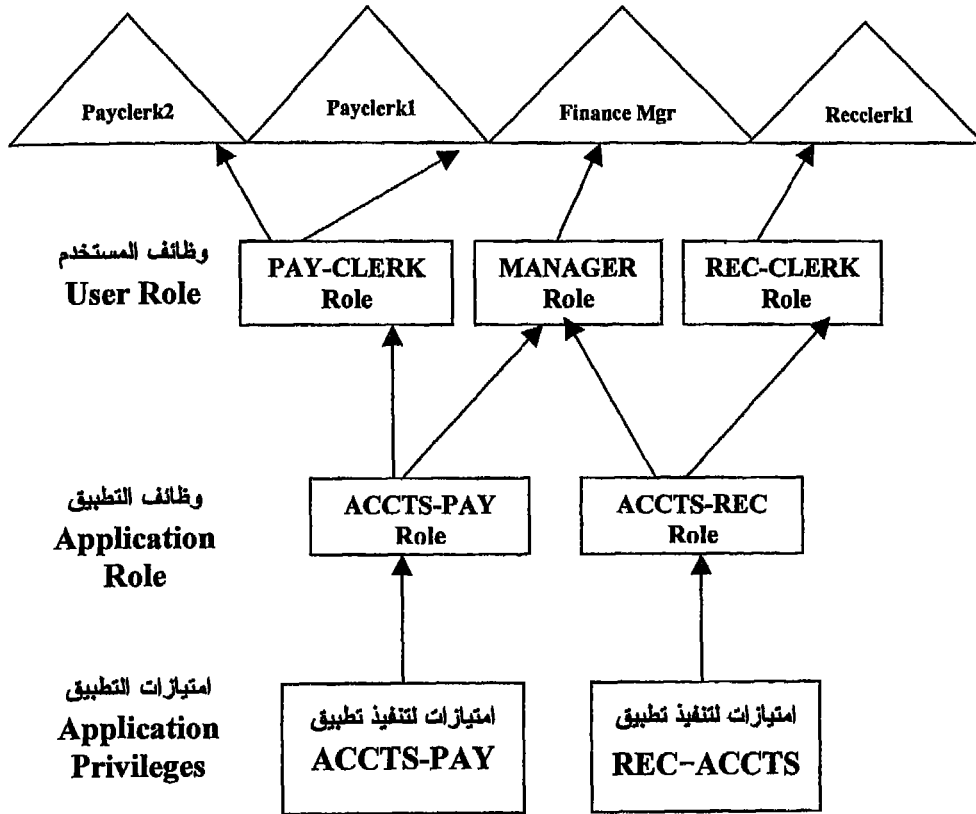 Payclerk2
Payclerk1
Finance Mgr
Recclerk1
وظائف المستخدم
User Role
PAY-CLERK
Role
MANAGER
Role
REC-CLERK
Role
وظائف التطبيق
Application
Role
ACCTS-PAY
Role
ACCTS-REC
Role
امتيازات التطبيق
Application
Privileges
امتيازات لتنفيذ تطبيق
ACCTS-PAY
امتيازات لتنفيذ تطبيق
REC-ACCTS